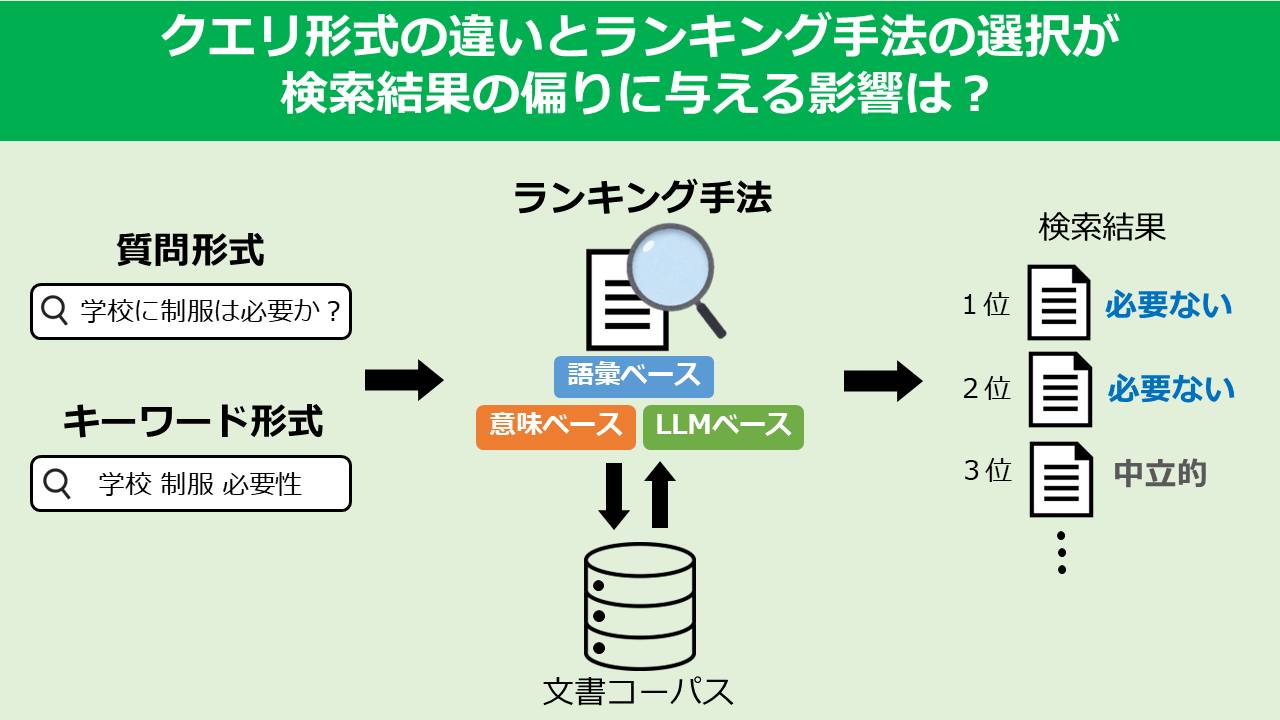 クエリ形式の違いとランキング手法の選択が
検索結果の偏りに与える影響は？
質問形式
学校に制服は必要か？
キーワード形式
学校 制服 必要性
ランキング手法
語彙ベース
意味ベース
LLMベース
文書コーパス
検索結果
１位 必要ない
２位 必要ない
３位 中立的